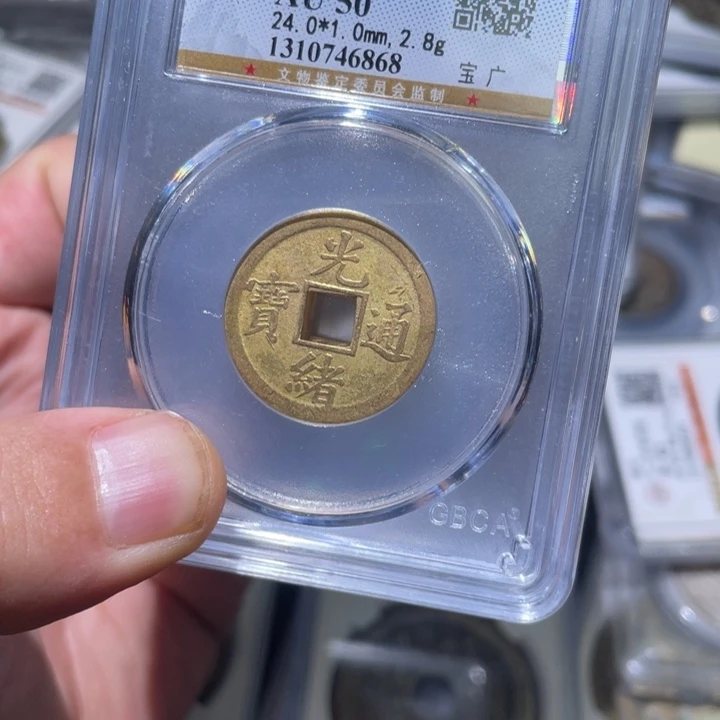 AU 50
24.0*1.0mm, 2.8g
1310746868
宝广
文物鉴定委员会监制
光緒
通寶
GBCA